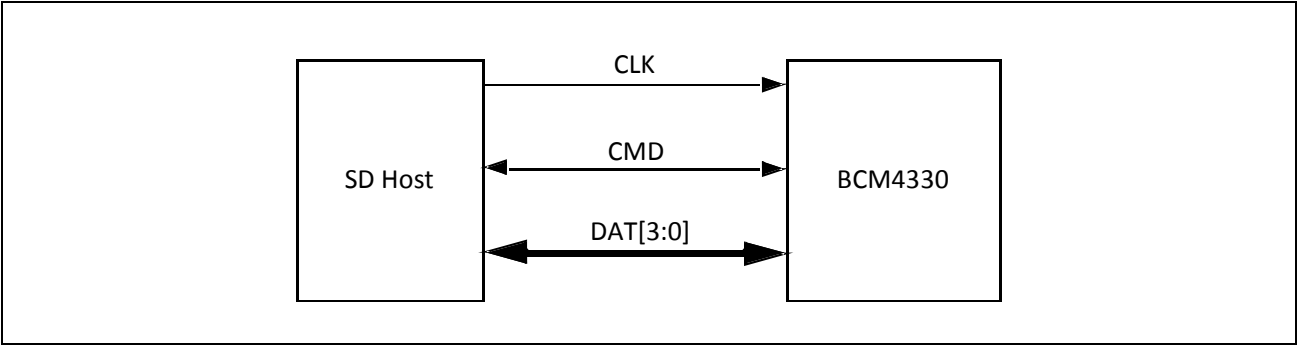 CLK
CMD
SD Host
BCM4330
DAT[3:0]